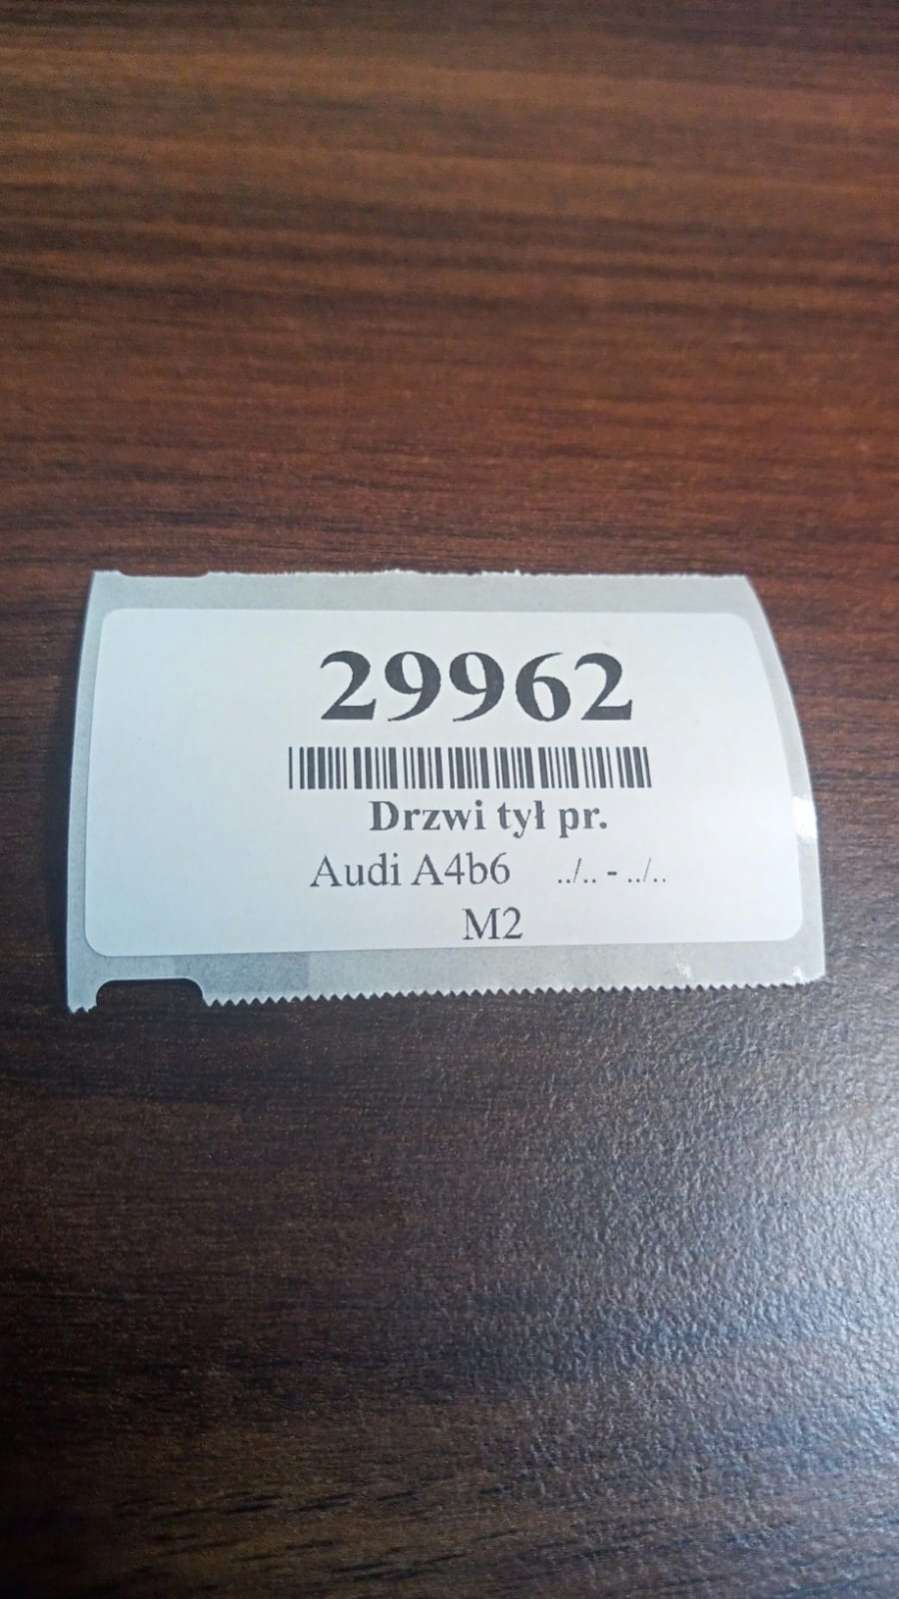 29962
Drzwi tył pr.
Audi A4b6 ../.. - ../..
M2